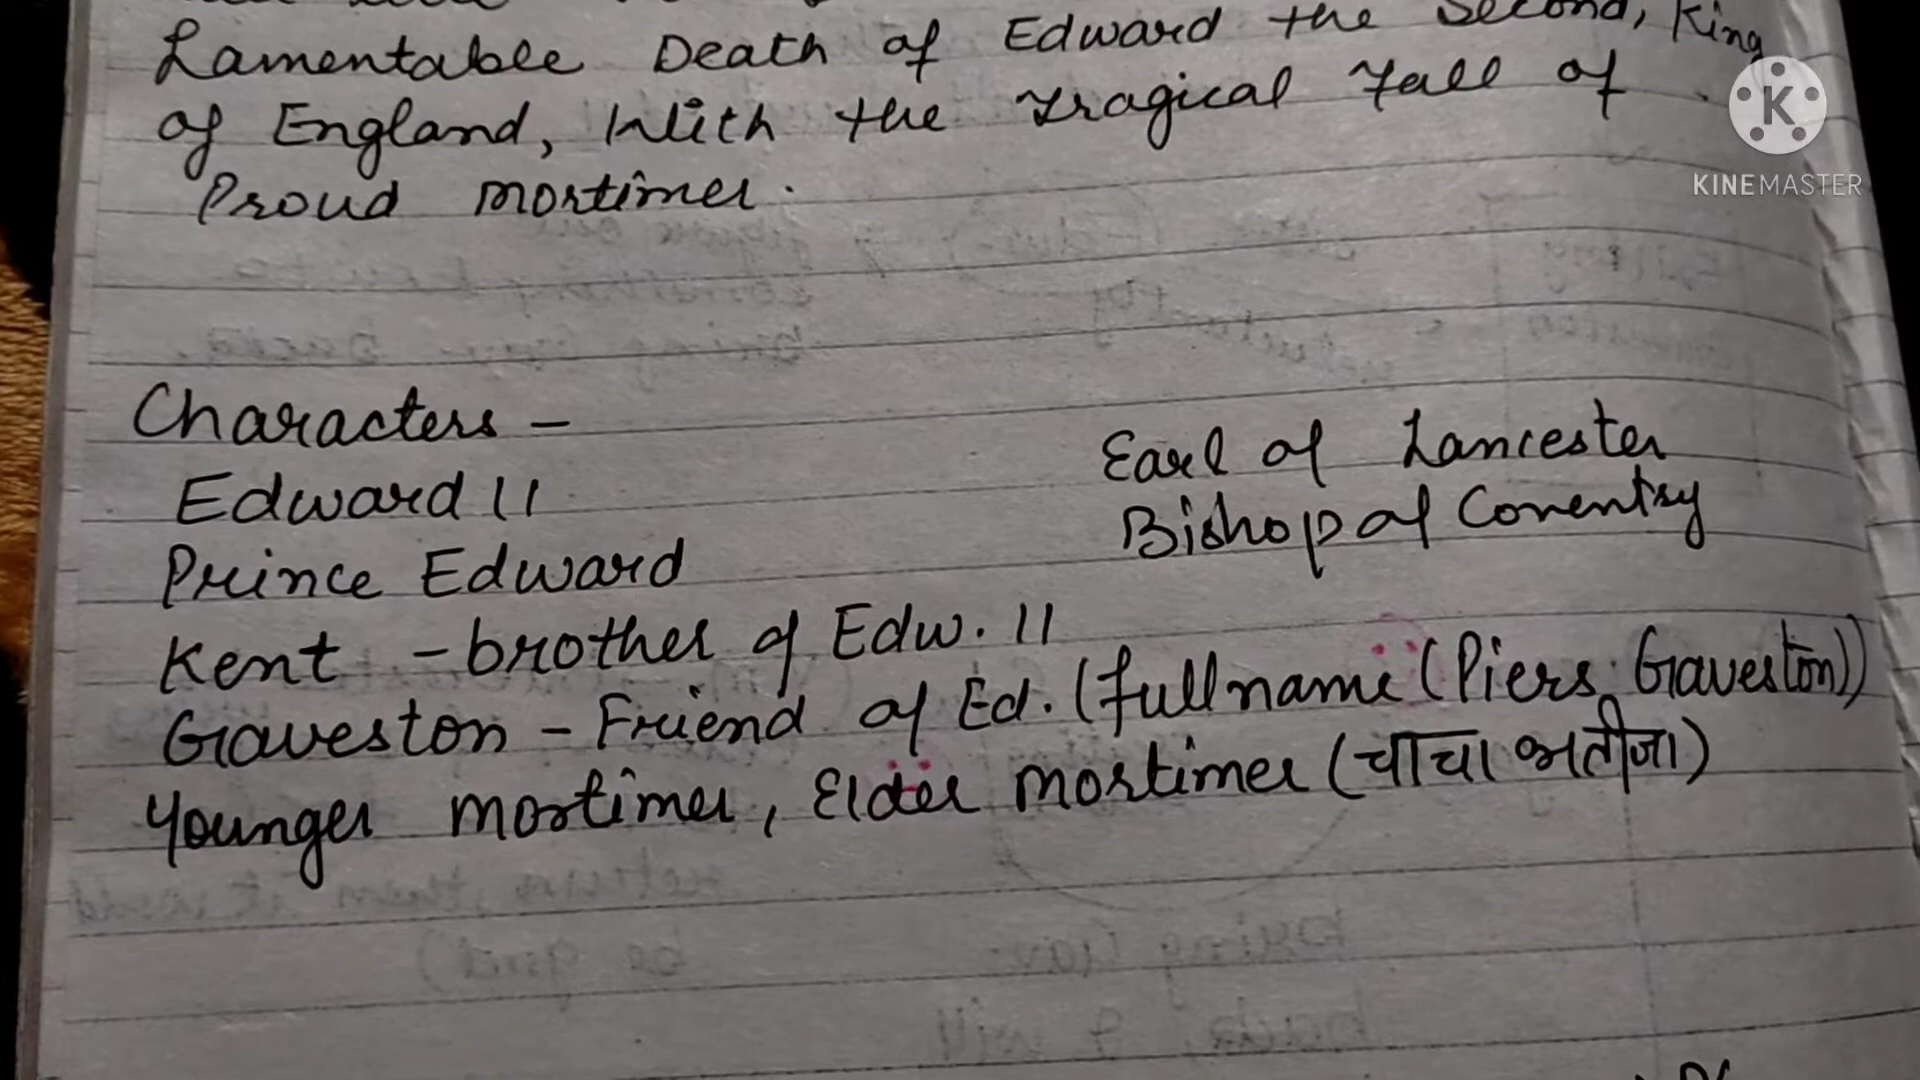 Lamentable Death of Edward the Second, King
of England, With the Tragical Fall of
Proud Mortimer.
KINEMASTER
Characters -
Edward II
Prince Edward
Kent - brother of Edw. II
Gaveston - Friend of Ed. (full name (Piers Gaveston))
Younger Mortimer, Elder Mortimer (चाचा भतीजा)
Earl of Lancester
Bishop of Coventry